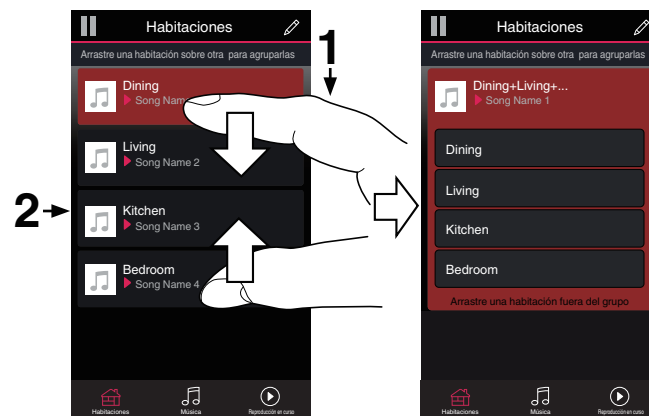 Habitaciones
Arrastre una habitación sobre otra para agruparlas
1
Dining
Song Nam
Living
Song Name 2
2
Kitchen
Song Name 3
Bedroom
Song Name 4
Habitaciones
Música
Reproducción en curso
Habitaciones
Arrastre una habitación sobre otra para agruparlas
Dining+Living+...
Song Name 1
Dining
Living
Kitchen
Bedroom
Arrastre una habitación fuera del grupo
Habitaciones
Música
Reproducción en curso